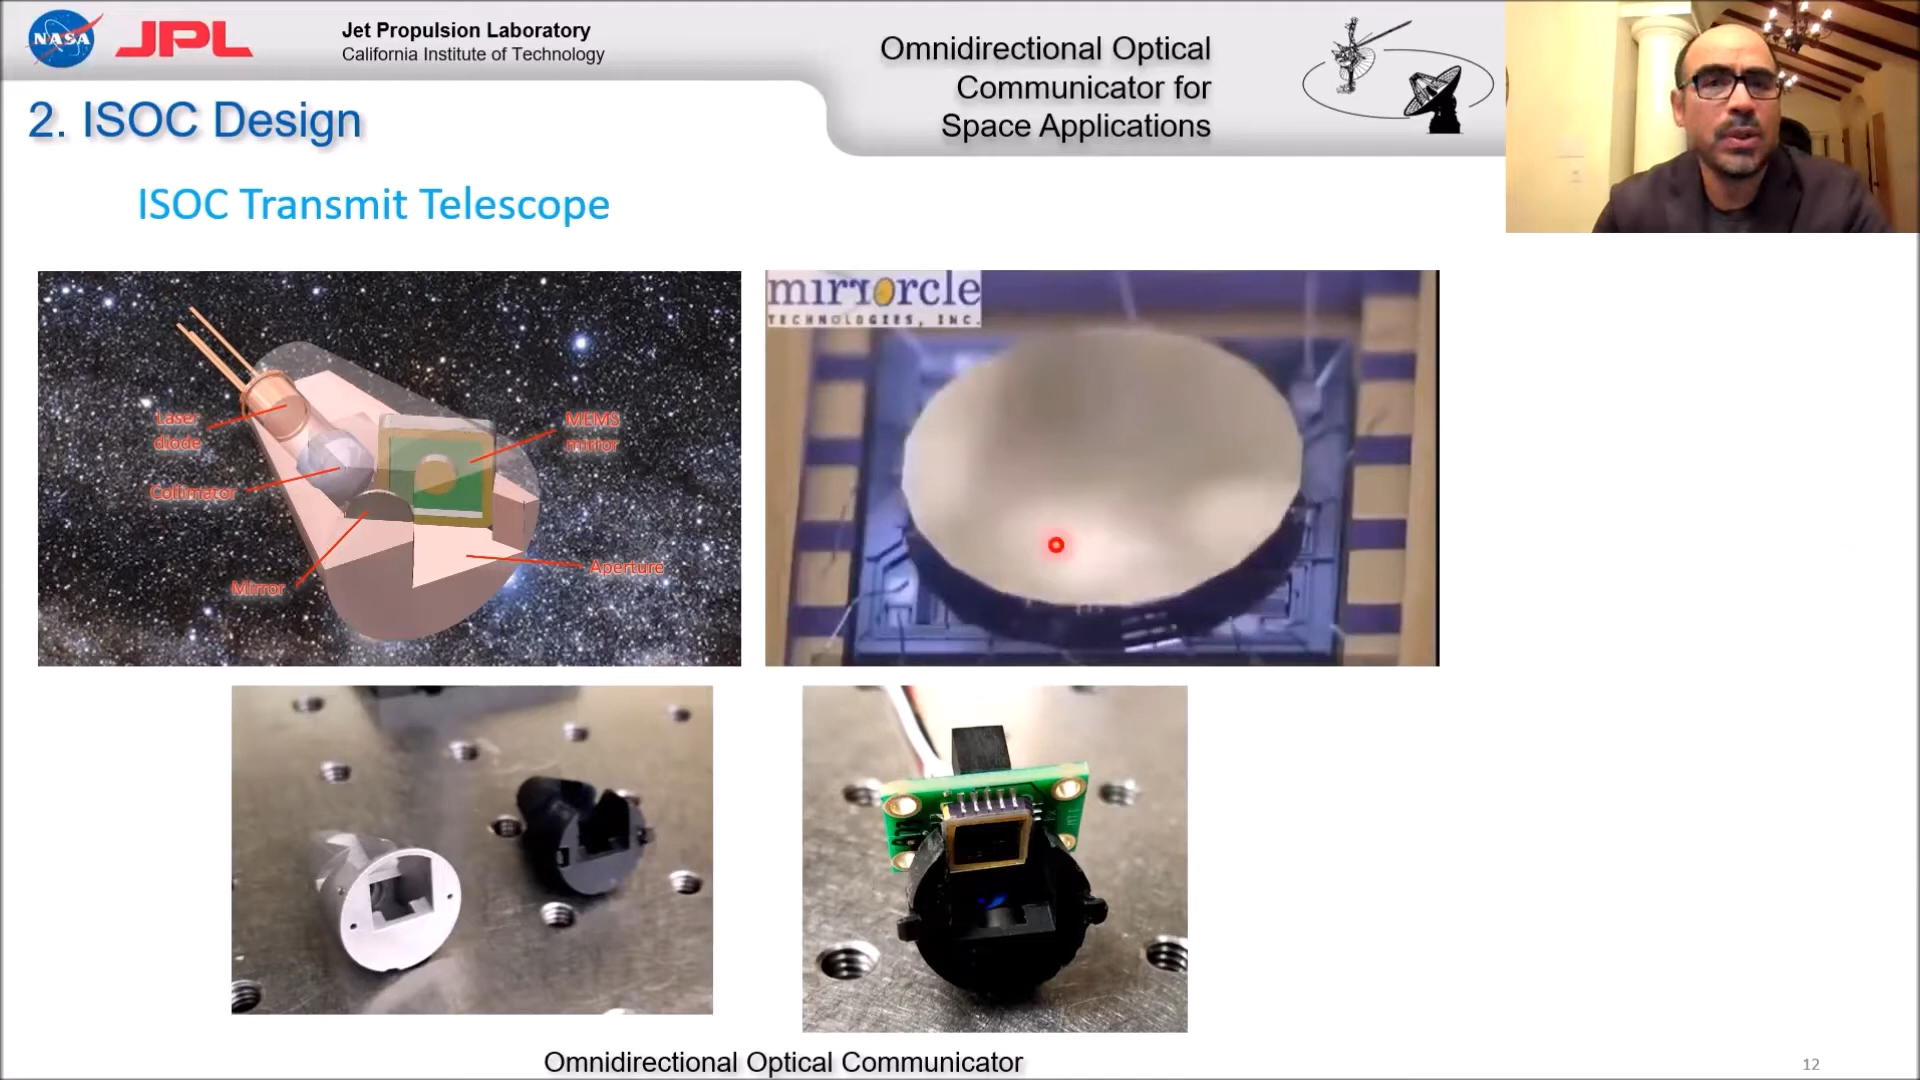 NASA
JPL
Jet Propulsion Laboratory
California Institute of Technology
Omnidirectional Optical
Communicator for
Space Applications
2. ISOC Design
ISOC Transmit Telescope
Laser
diode
Collimator
Mirror
MEMS
mirror
Aperture
mirrorcle
TECHNOLOGIES, INC.
Omnidirectional Optical Communicator
12